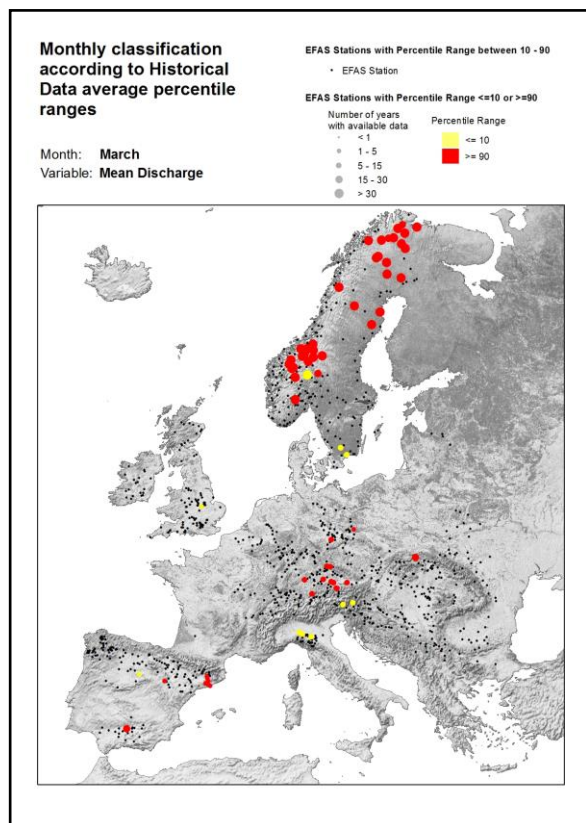 Monthly classification
according to Historical
Data average percentile
ranges
Month: March
Variable: Mean Discharge
EFAS Stations with Percentile Range between 10 - 90
EFAS Station
EFAS Stations with Percentile Range <=10 or >=90
Number of years
with available data
< 1
1 - 5
5 - 15
15 - 30
> 30
Percentile Range
<= 10
>= 90